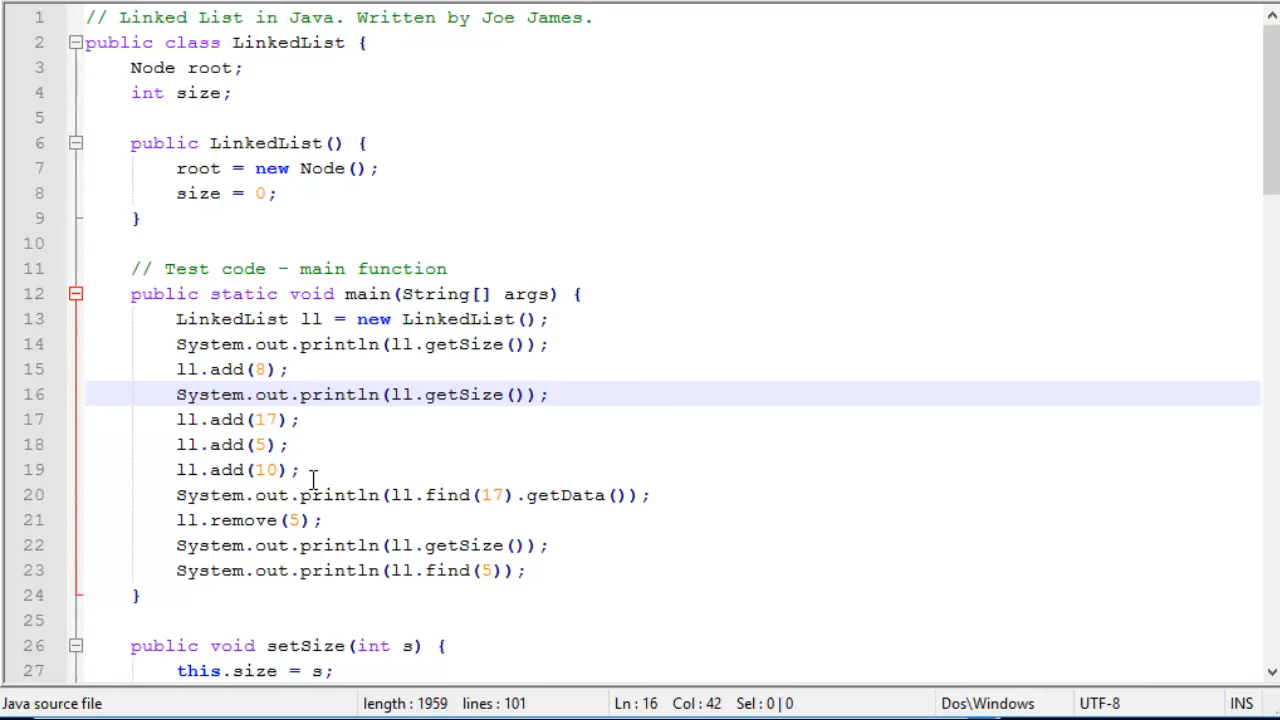 1 // Linked List in Java. Written by Joe James.
2 public class LinkedList {
3 Node root;
4 int size;
5
6 public LinkedList() {
7 root = new Node();
8 size = 0;
9 }
10
11 // Test code - main function
12 public static void main(String[] args) {
13 LinkedList ll = new LinkedList();
14 System.out.println(ll.getSize());
15 ll.add(8);
16 System.out.println(ll.getSize());
17 ll.add(17);
18 ll.add(5);
19 ll.add(10);
20 System.out.println(ll.find(17).getData());
21 ll.remove(5);
22 System.out.println(ll.getSize());
23 System.out.println(ll.find(5));
24 }
25
26 public void setSize(int s) {
27 this.size = s;
Java source file length : 1959 lines : 101 Ln : 16 Col : 42 Sel : 0 | 0 Dos\Windows UTF-8 INS